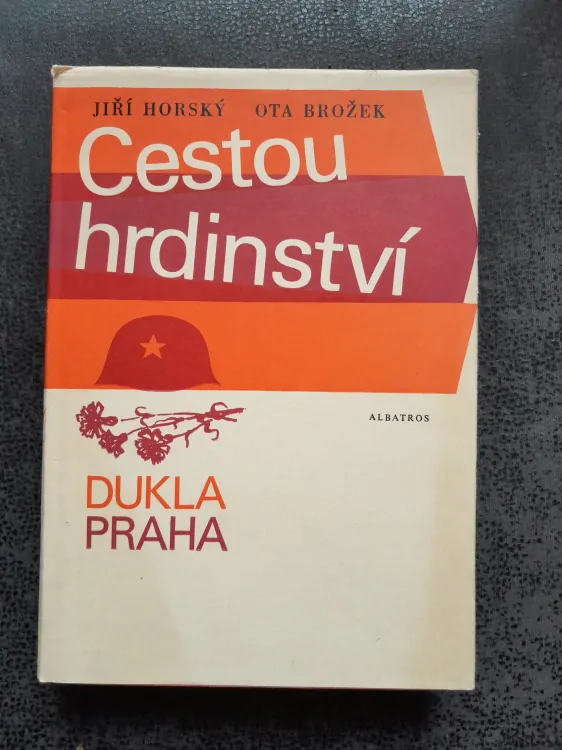 JIŘÍ HORSKÝ OTA BROŽEK
Cestou
hrdinství
ALBATROS
DUKLA
PRAHA